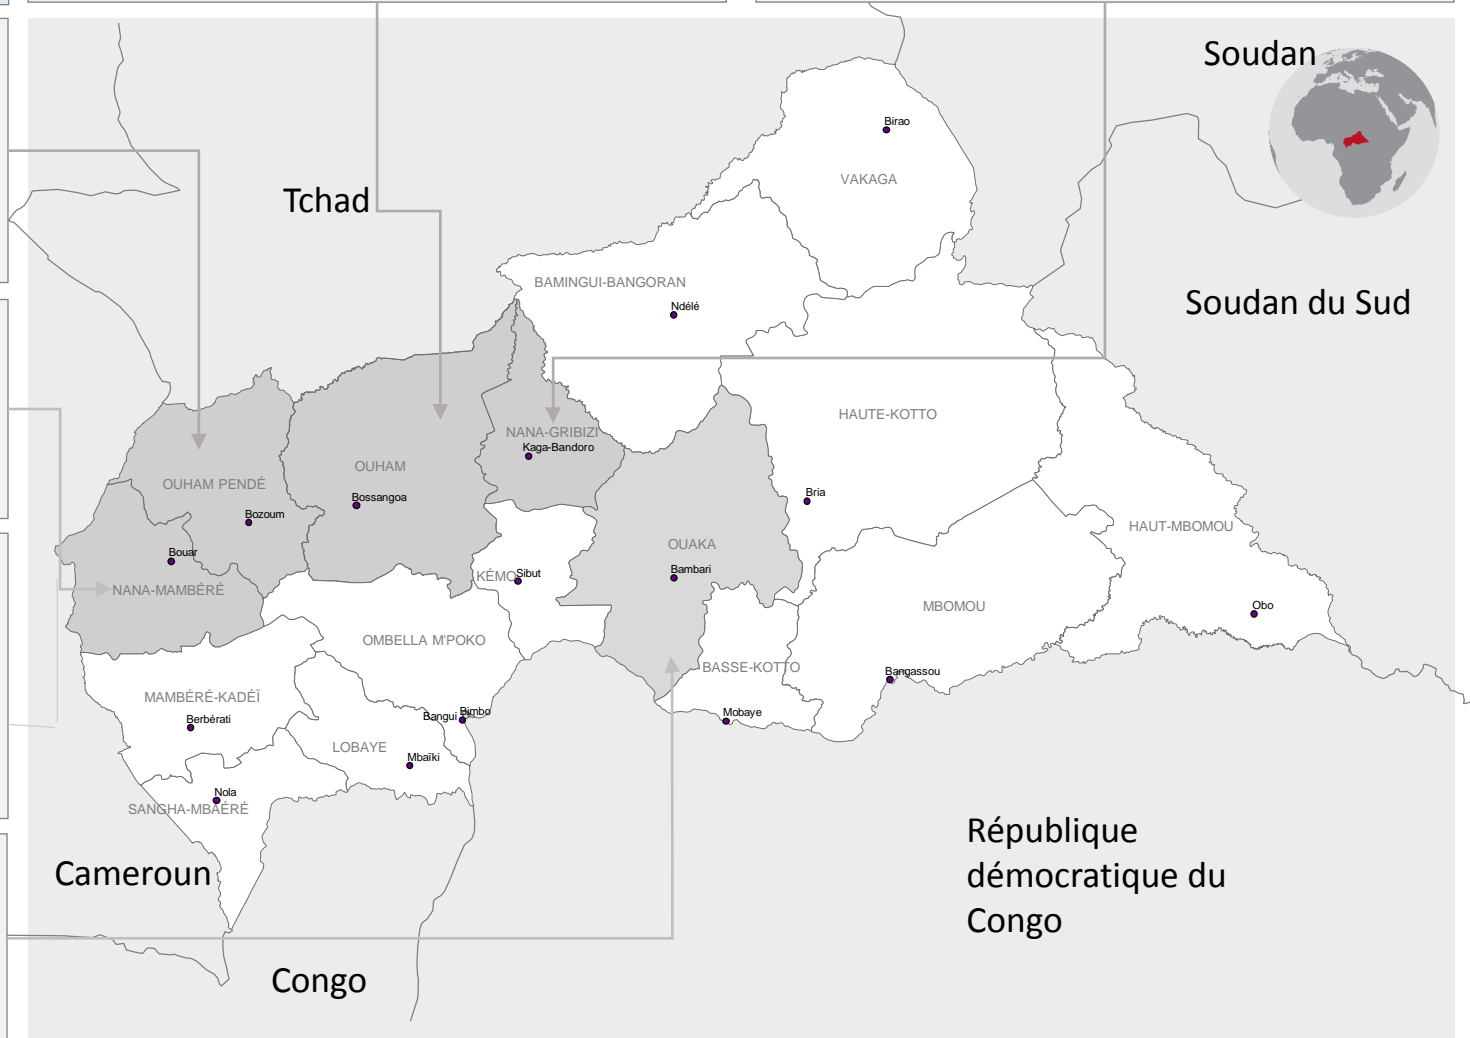 Soudan
Birao
VAKAGA
Tchad
BAMINGUI-BANGORAN
Ndélé
Soudan du Sud
HAUTE-KOTTO
NANA-GRIBIZI
Kaga-Bandoro
OUHAM
OUHAM PENDÉ
Bossangoa
Bria
Bozoum
HAUT-MBOMOU
OUAKA
Bouar
Bambari
KÉMO
Sibut
NANA-MAMBÉRÉ
MBOMOU
Obo
OMBELLA M'POKO
BASSE-KOTTO
Bangassou
MAMBÉRÉ-KADÉÏ
Berbérati
Bangui
Bimbo
Mobaye
LOBAYE
Mbaïki
Nola
SANGHA-MBAÉRÉ
République
démocratique du
Congo
Cameroun
Congo